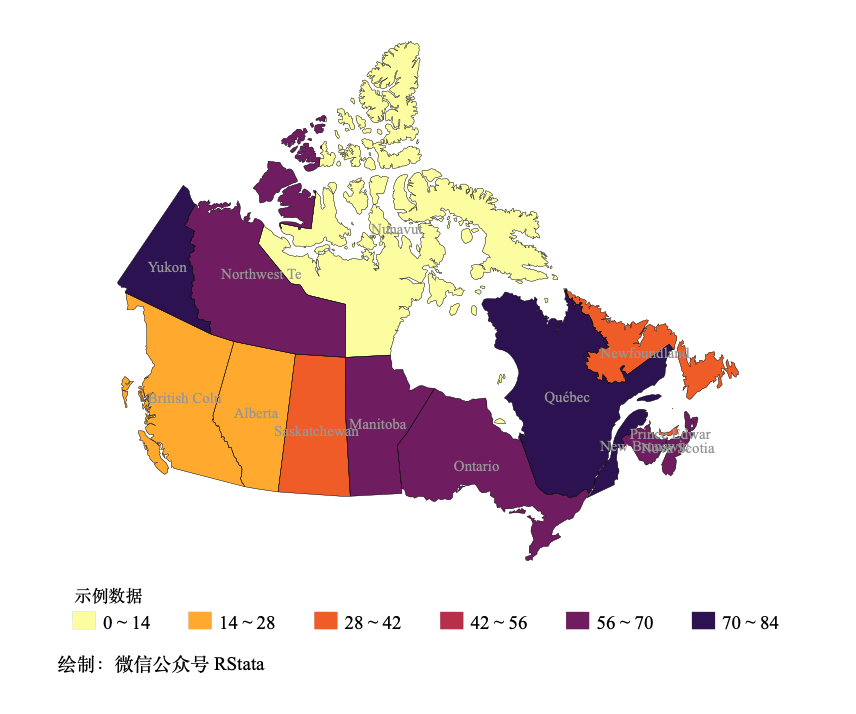 Nunavut
Yukon
Northwest Te
Newfoundland
British Colu
Québec
Alberta
Saskatchewan
Manitoba
Prince Edwar
New Brunswic
Nova Scotia
Ontario
示例数据
0 ~ 14
14 ~ 28
28 ~ 42
42 ~ 56
56 ~ 70
70 ~ 84
绘制：微信公众号 RStata